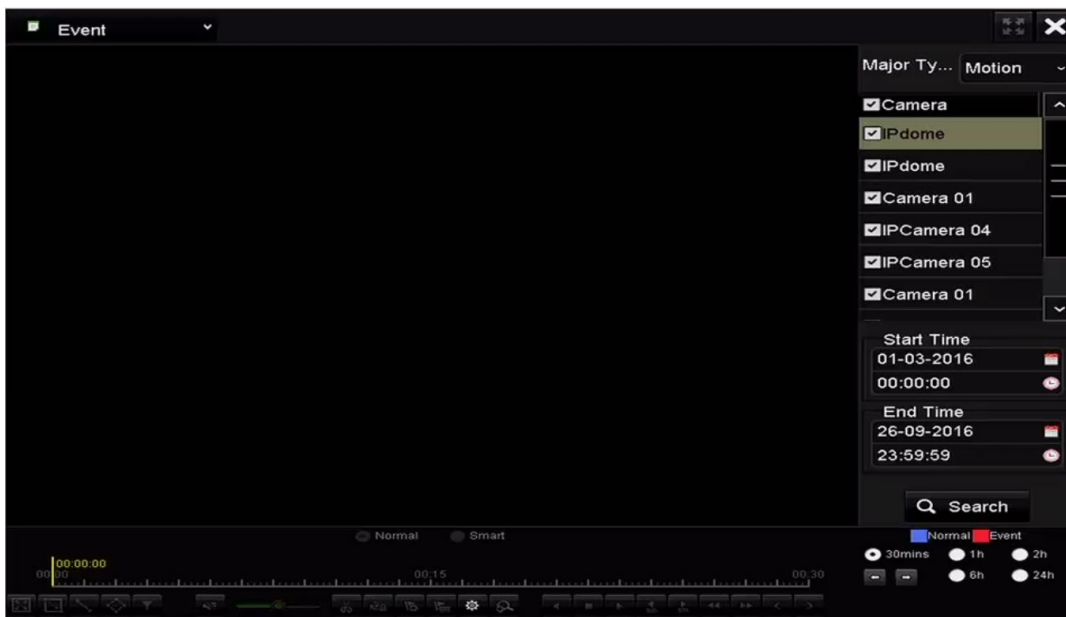 Event
Major Ty... Motion
Camera
IPdome
IPdome
Camera 01
IPCamera 04
IPCamera 05
Camera 01
Start Time
01-03-2016
00:00:00
End Time
26-09-2016
23:59:59
Search
Normal Smart
Normal Event
00:00:00
00:00 00:15 00:30
30mins 1h 2h
6h 24h